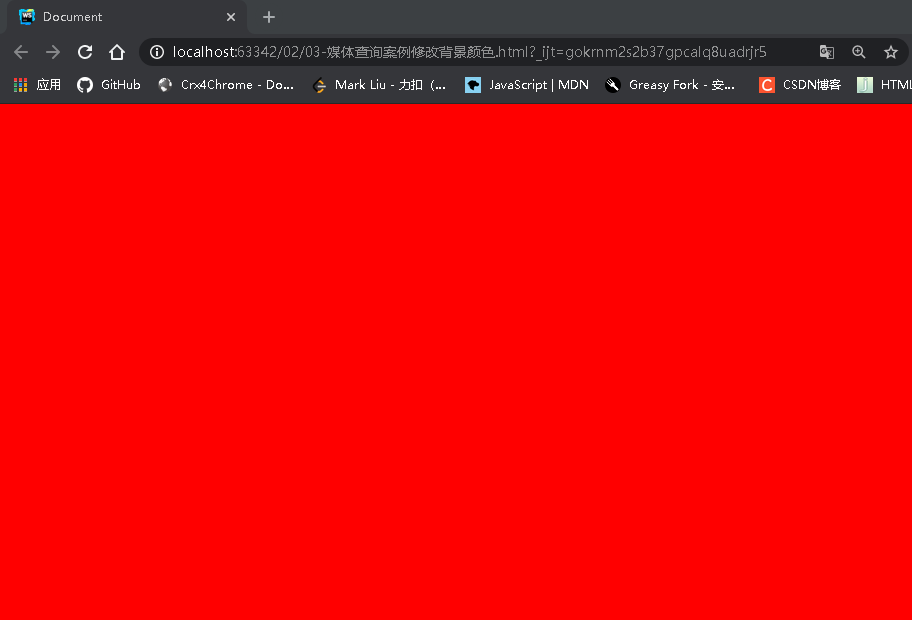 Document
localhost:63342/02/03-媒体查询案例修改背景颜色.html?_ijt=gokrnm2s2b37gpcalq8uadrjr5
应用 GitHub Crx4Chrome - Do... Mark Liu - 力扣（... JavaScript | MDN Greasy Fork - 安... CSDN博客 HTML